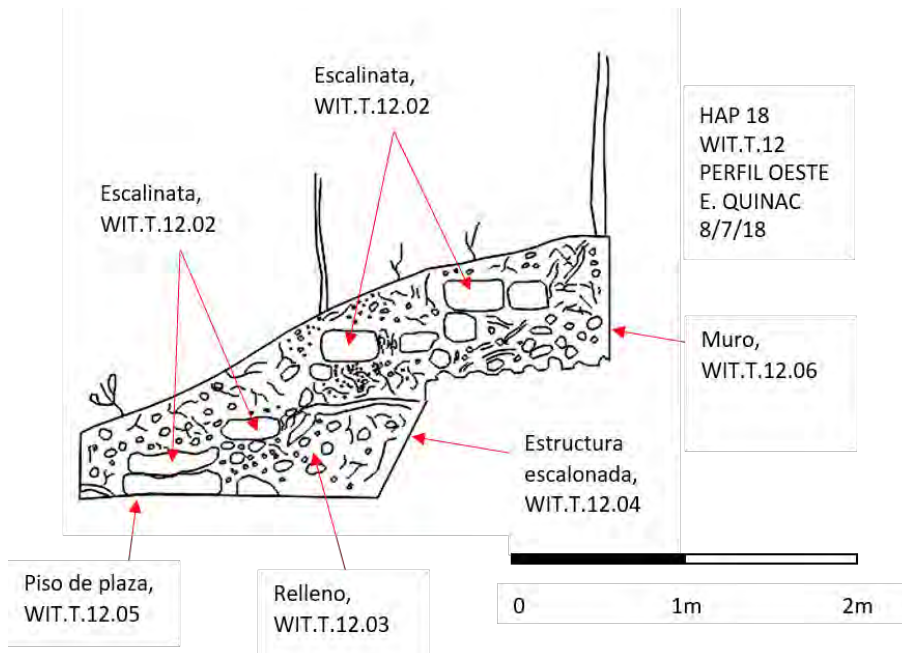 Escalinata,
WIT.T.12.02
Escalinata,
WIT.T.12.02
HAP 18
WIT.T.12
PERFIL OESTE
E. QUINAC
8/7/18
Muro,
WIT.T.12.06
Estructura
escalonada,
WIT.T.12.04
Piso de plaza,
WIT.T.12.05
Relleno,
WIT.T.12.03
0 1m 2m